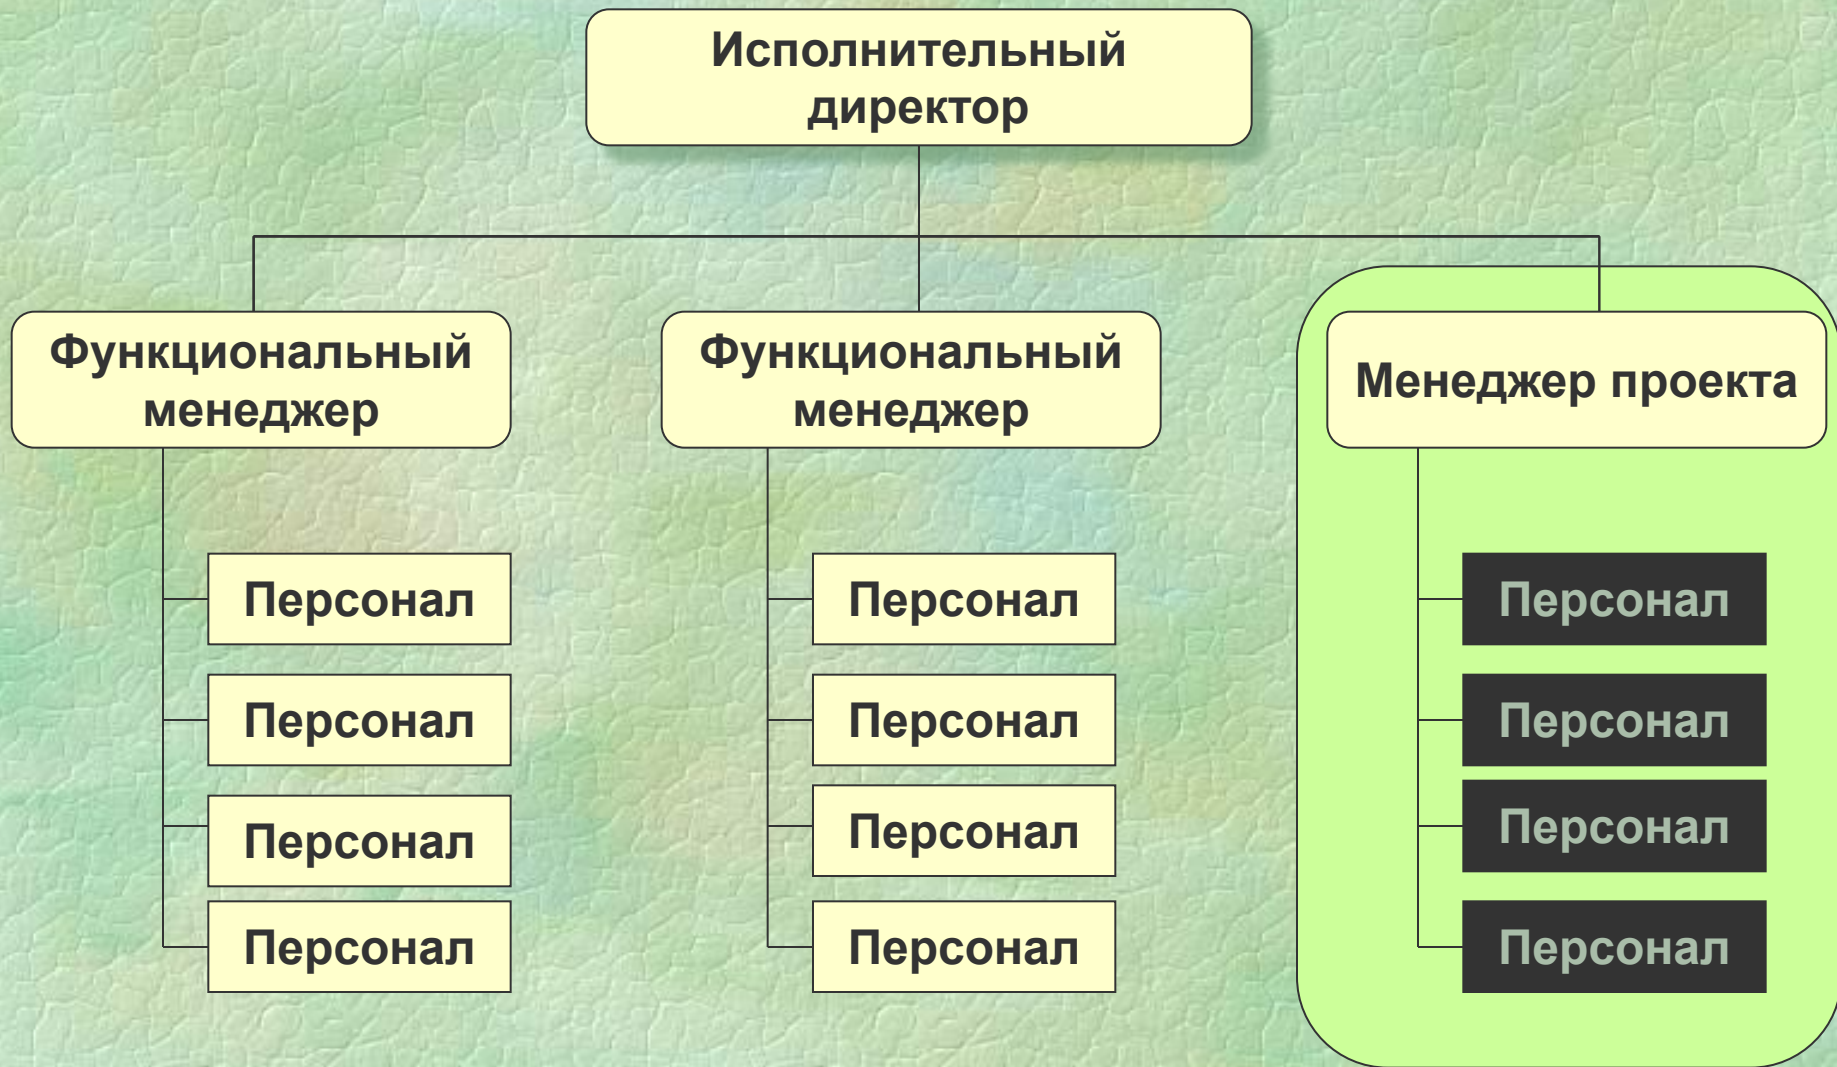 Исполнительный
директор
Функциональный
менеджер
Функциональный
менеджер
Менеджер проекта
Персонал
Персонал
Персонал
Персонал
Персонал
Персонал
Персонал
Персонал
Персонал
Персонал
Персонал
Персонал